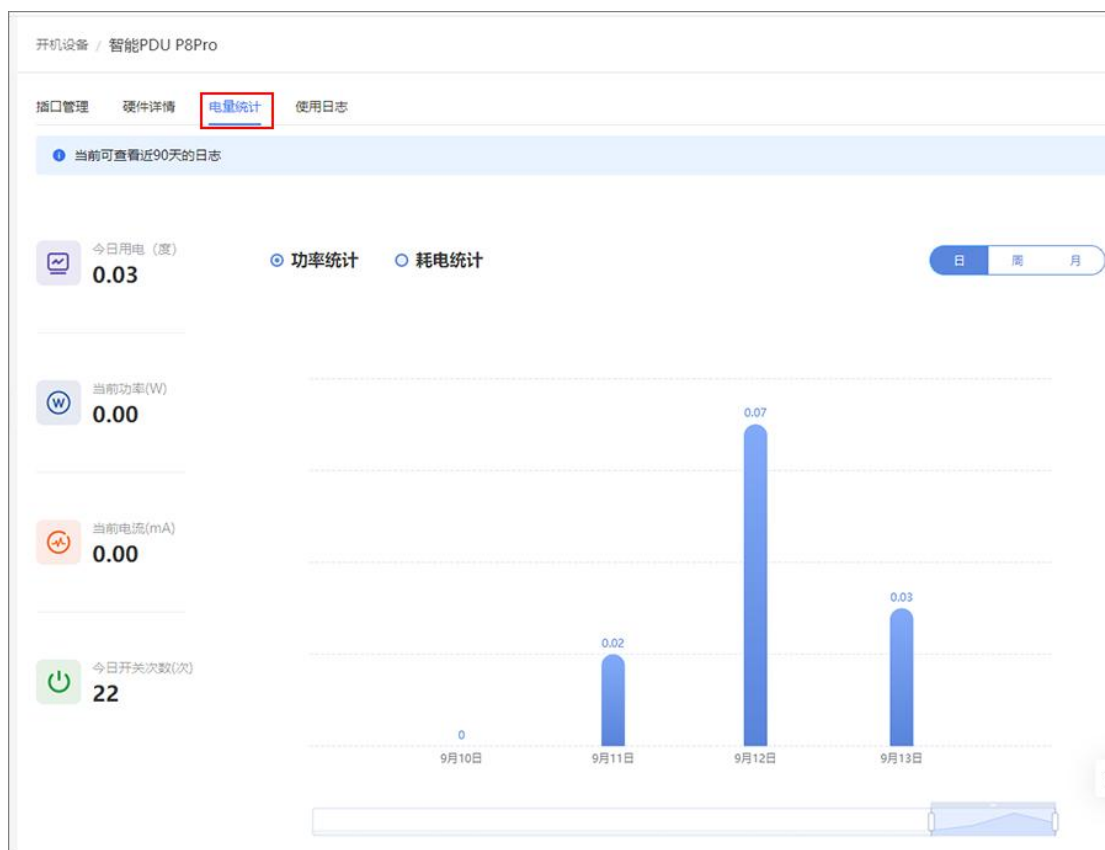 开机设备 / 智能PDU P8Pro
插口管理 硬件详情 电量统计 使用日志
当前可查看近90天的日志
今日用电（度）
0.03
功率统计 耗电统计
日 周 月
当前功率(W)
W
0.00
当前电流(mA)
0.00
今日开关次数(次)
22
0.07
0.03
0.02
0
9月10日 9月11日 9月12日 9月13日